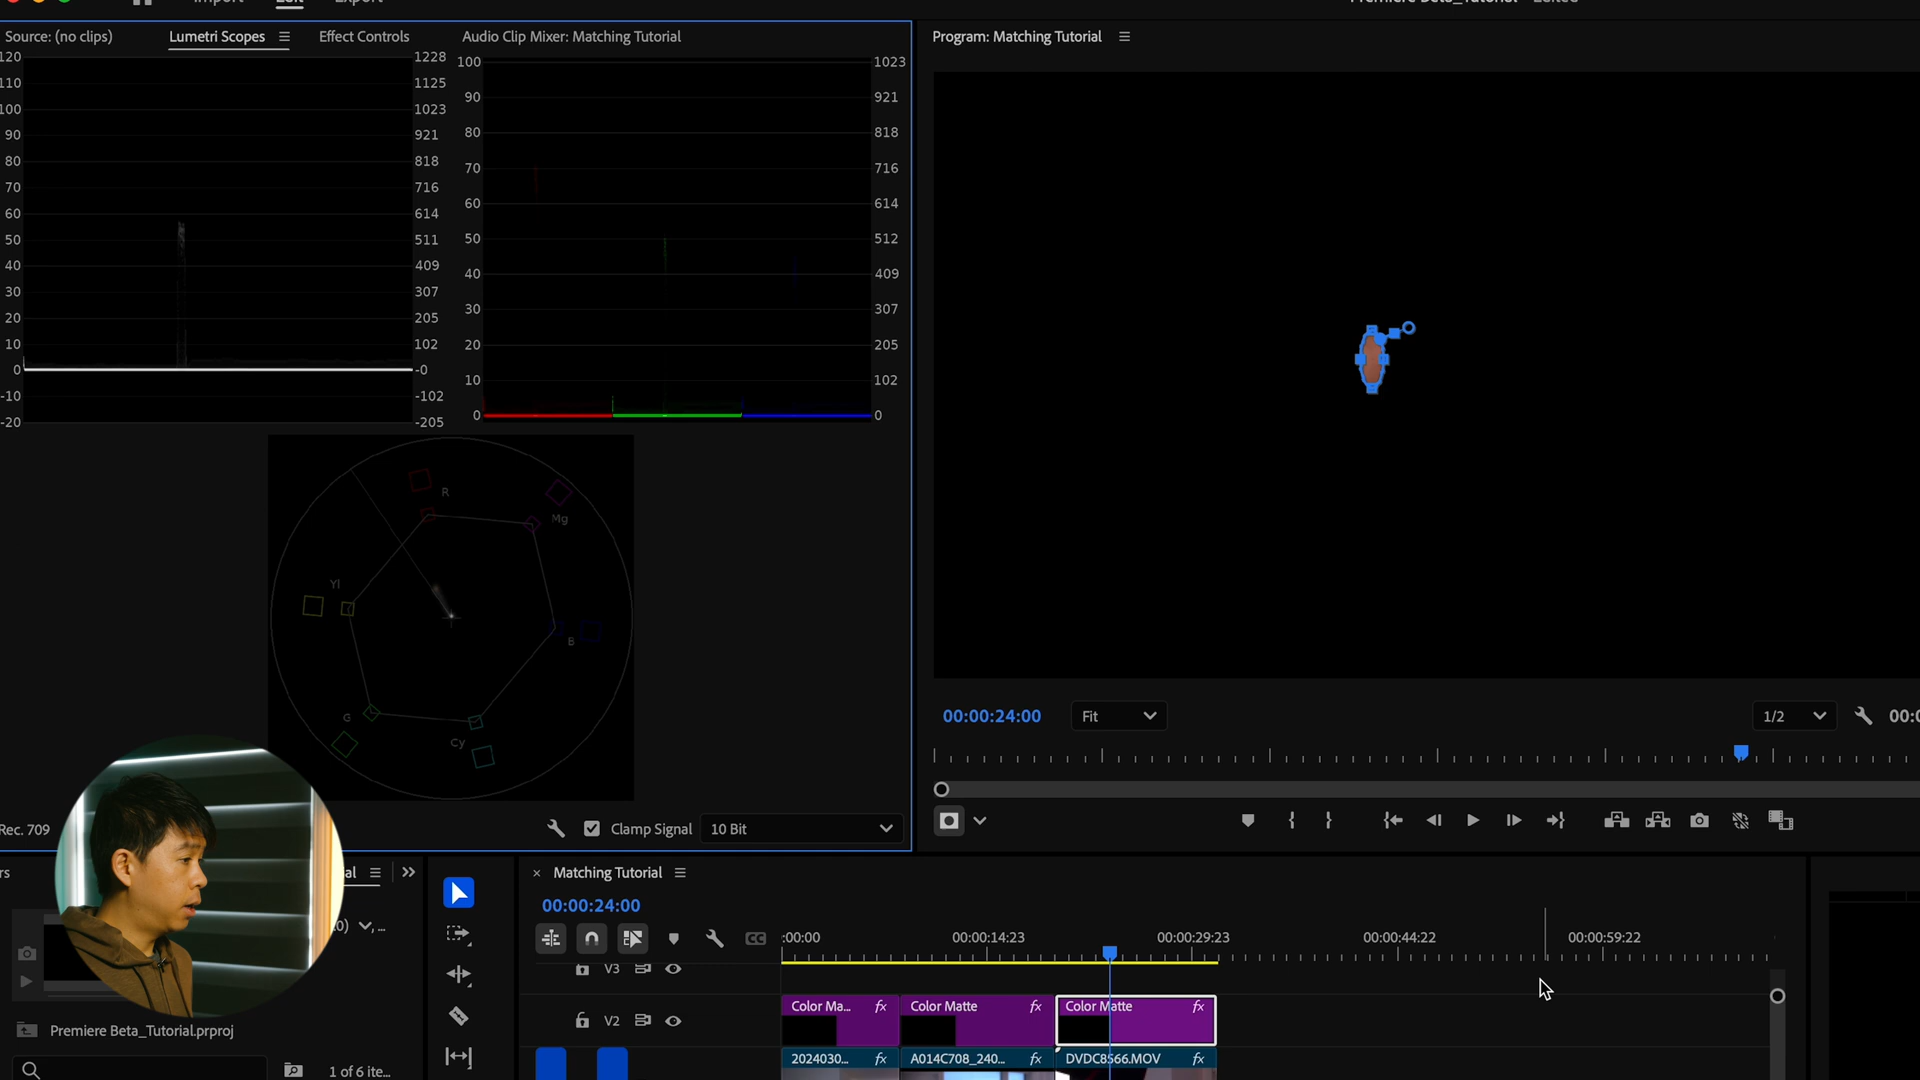 Import Edit Export Premiere Beta_Tutorial - Edited
Source: (no clips) Lumetri Scopes Effect Controls Audio Clip Mixer: Matching Tutorial Program: Matching Tutorial
120 1228 100 1023
110 1125 90 921
100 1023 80 818
90 921 70 716
80 818 60 614
70 716 50 512
60 614 40 409
50 511 30 307
40 409 20 205
30 307 10 102
20 205 0 0
10 102
0 -0
-10 -102
-20 -205
R
Mg
Yl
B
G
Cy
00:00:24:00 Fit 1/2 00:0
Rec. 709 Clamp Signal 10 Bit
rs al × Matching Tutorial
00:00:24:00
0) ...
CC :00:00 00:00:14:23 00:00:29:23 00:00:44:22 00:00:59:22
V3
Color Ma... fx Color Matte fx Color Matte fx
V2
Premiere Beta_Tutorial.prproj
2024030... fx A014C708_240... fx DVDC8566.MOV fx
1 of 6 ite...